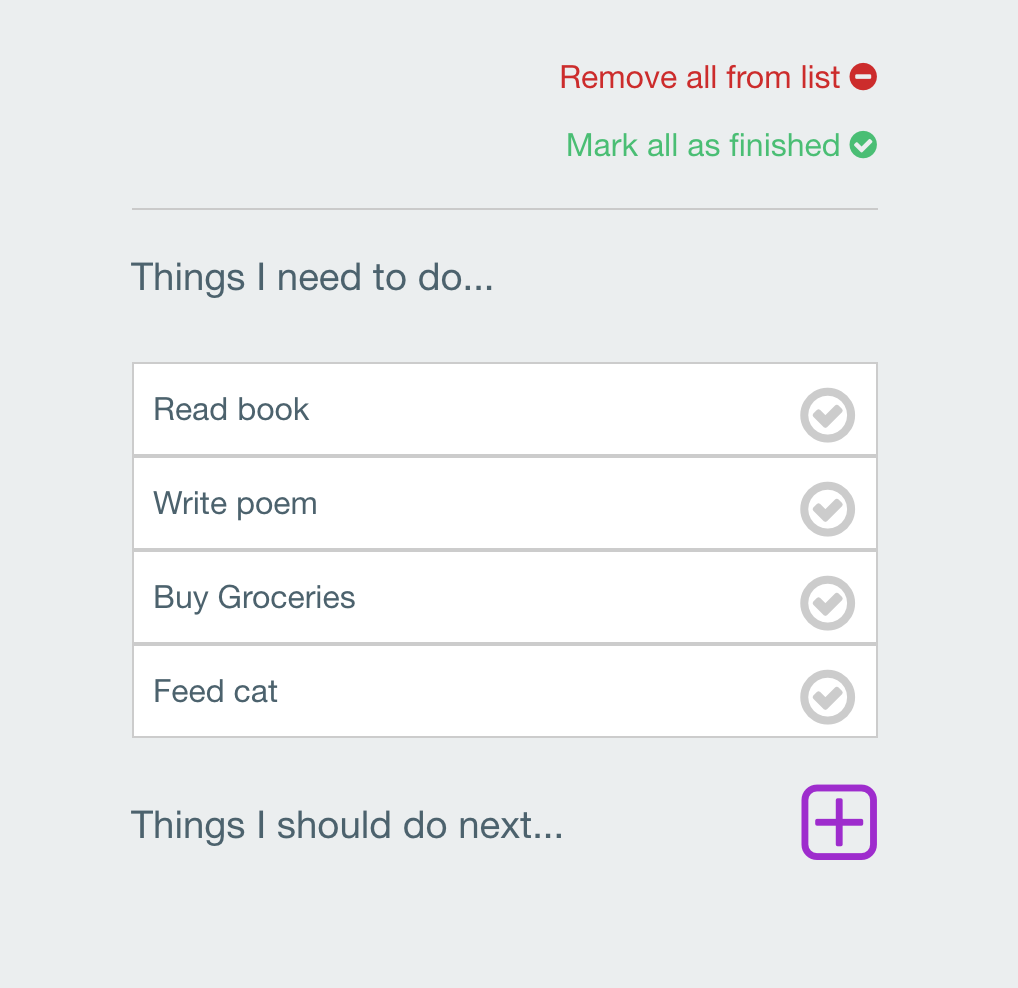 Remove all from list
Mark all as finished
Things I need to do...
Read book
Write poem
Buy Groceries
Feed cat
Things I should do next...